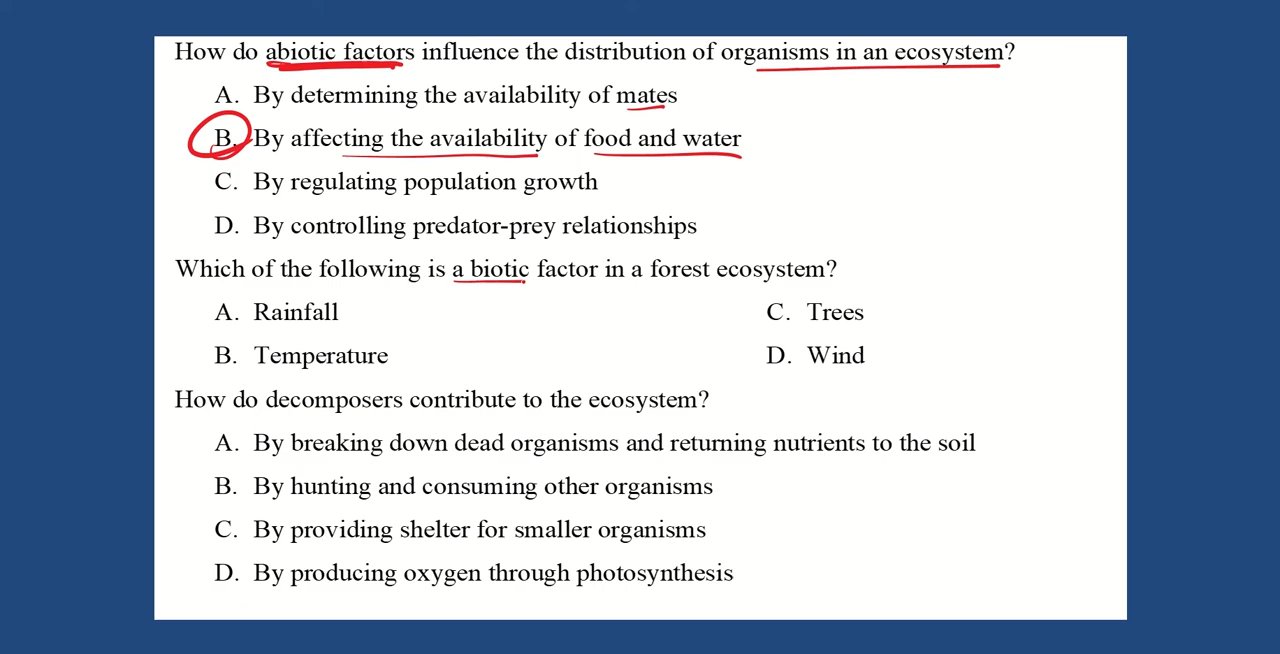 How do abiotic factors influence the distribution of organisms in an ecosystem?
A. By determining the availability of mates
B. By affecting the availability of food and water
C. By regulating population growth
D. By controlling predator-prey relationships
Which of the following is a biotic factor in a forest ecosystem?
A. Rainfall
B. Temperature
C. Trees
D. Wind
How do decomposers contribute to the ecosystem?
A. By breaking down dead organisms and returning nutrients to the soil
B. By hunting and consuming other organisms
C. By providing shelter for smaller organisms
D. By producing oxygen through photosynthesis